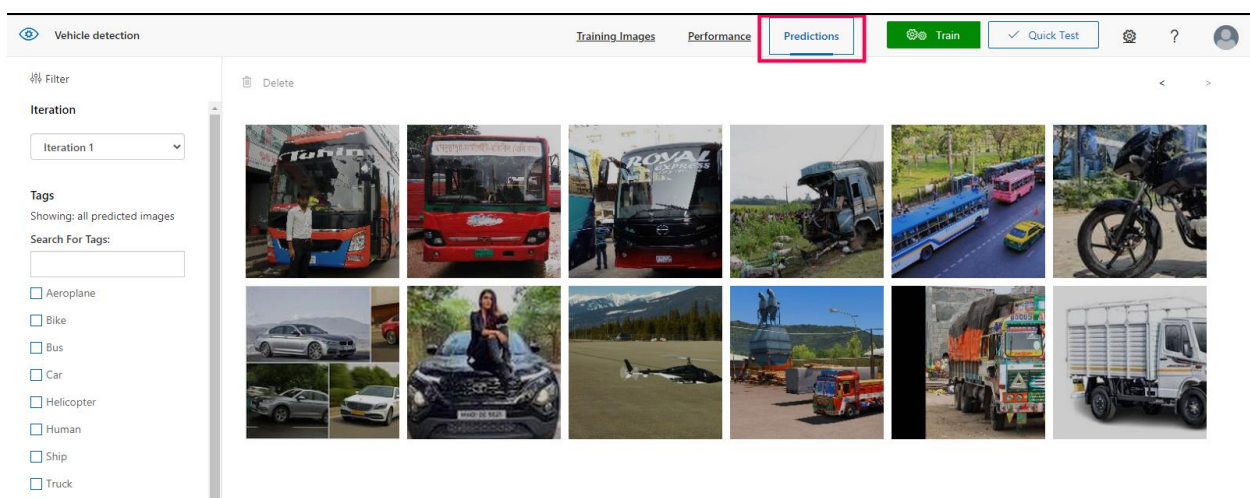 Vehicle detection
Training Images
Performance
Predictions
Train
Quick Test
?
Filter
Delete
<
>
Iteration
Iteration 1
Tags
Showing: all predicted images
Search For Tags:
Aeroplane
Bike
Bus
Car
Helicopter
Human
Ship
Truck
Tuhin
ROYAL
EXPRESS